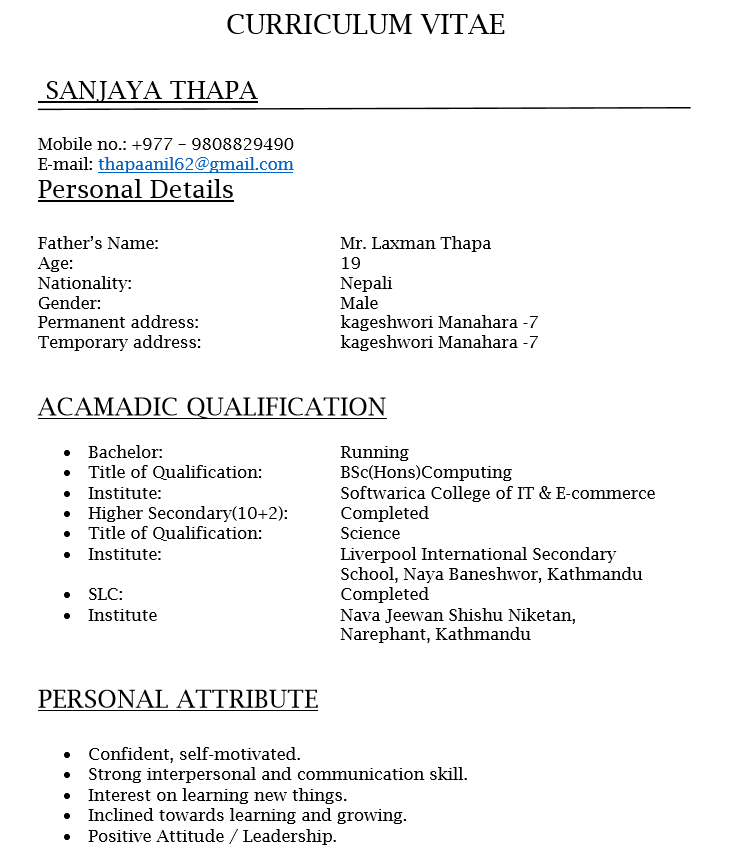 CURRICULUM VITAE
SANJAYA THAPA
Mobile no.: +977 – 9808829490
E-mail: thapaanil62@gmail.com
Personal Details
Father's Name: Mr. Laxman Thapa
Age: 19
Nationality: Nepali
Gender: Male
Permanent address: kageshwori Manahara -7
Temporary address: kageshwori Manahara -7
ACAMADIC QUALIFICATION
• Bachelor: Running
• Title of Qualification: BSc(Hons)Computing
• Institute: Softwarica College of IT & E-commerce
• Higher Secondary(10+2): Completed
• Title of Qualification: Science
• Institute: Liverpool International Secondary
School, Naya Baneshwor, Kathmandu
• SLC: Completed
• Institute Nava Jeewan Shishu Niketan,
Narephant, Kathmandu
PERSONAL ATTRIBUTE
• Confident, self-motivated.
• Strong interpersonal and communication skill.
• Interest on learning new things.
• Inclined towards learning and growing.
• Positive Attitude / Leadership.